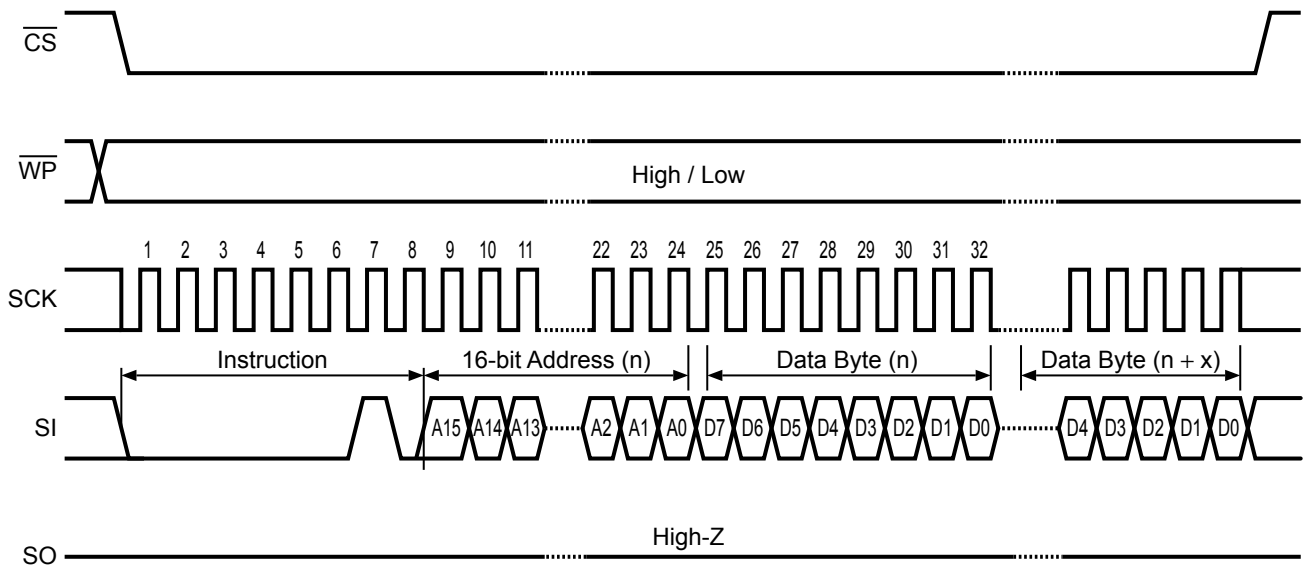 CS
WP
High / Low
1 2 3 4 5 6 7 8 9 10 11 22 23 24 25 26 27 28 29 30 31 32
SCK
Instruction 16-bit Address (n) Data Byte (n) Data Byte (n + x)
SI A15 A14 A13 A2 A1 A0 D7 D6 D5 D4 D3 D2 D1 D0 D4 D3 D2 D1 D0
High-Z
SO